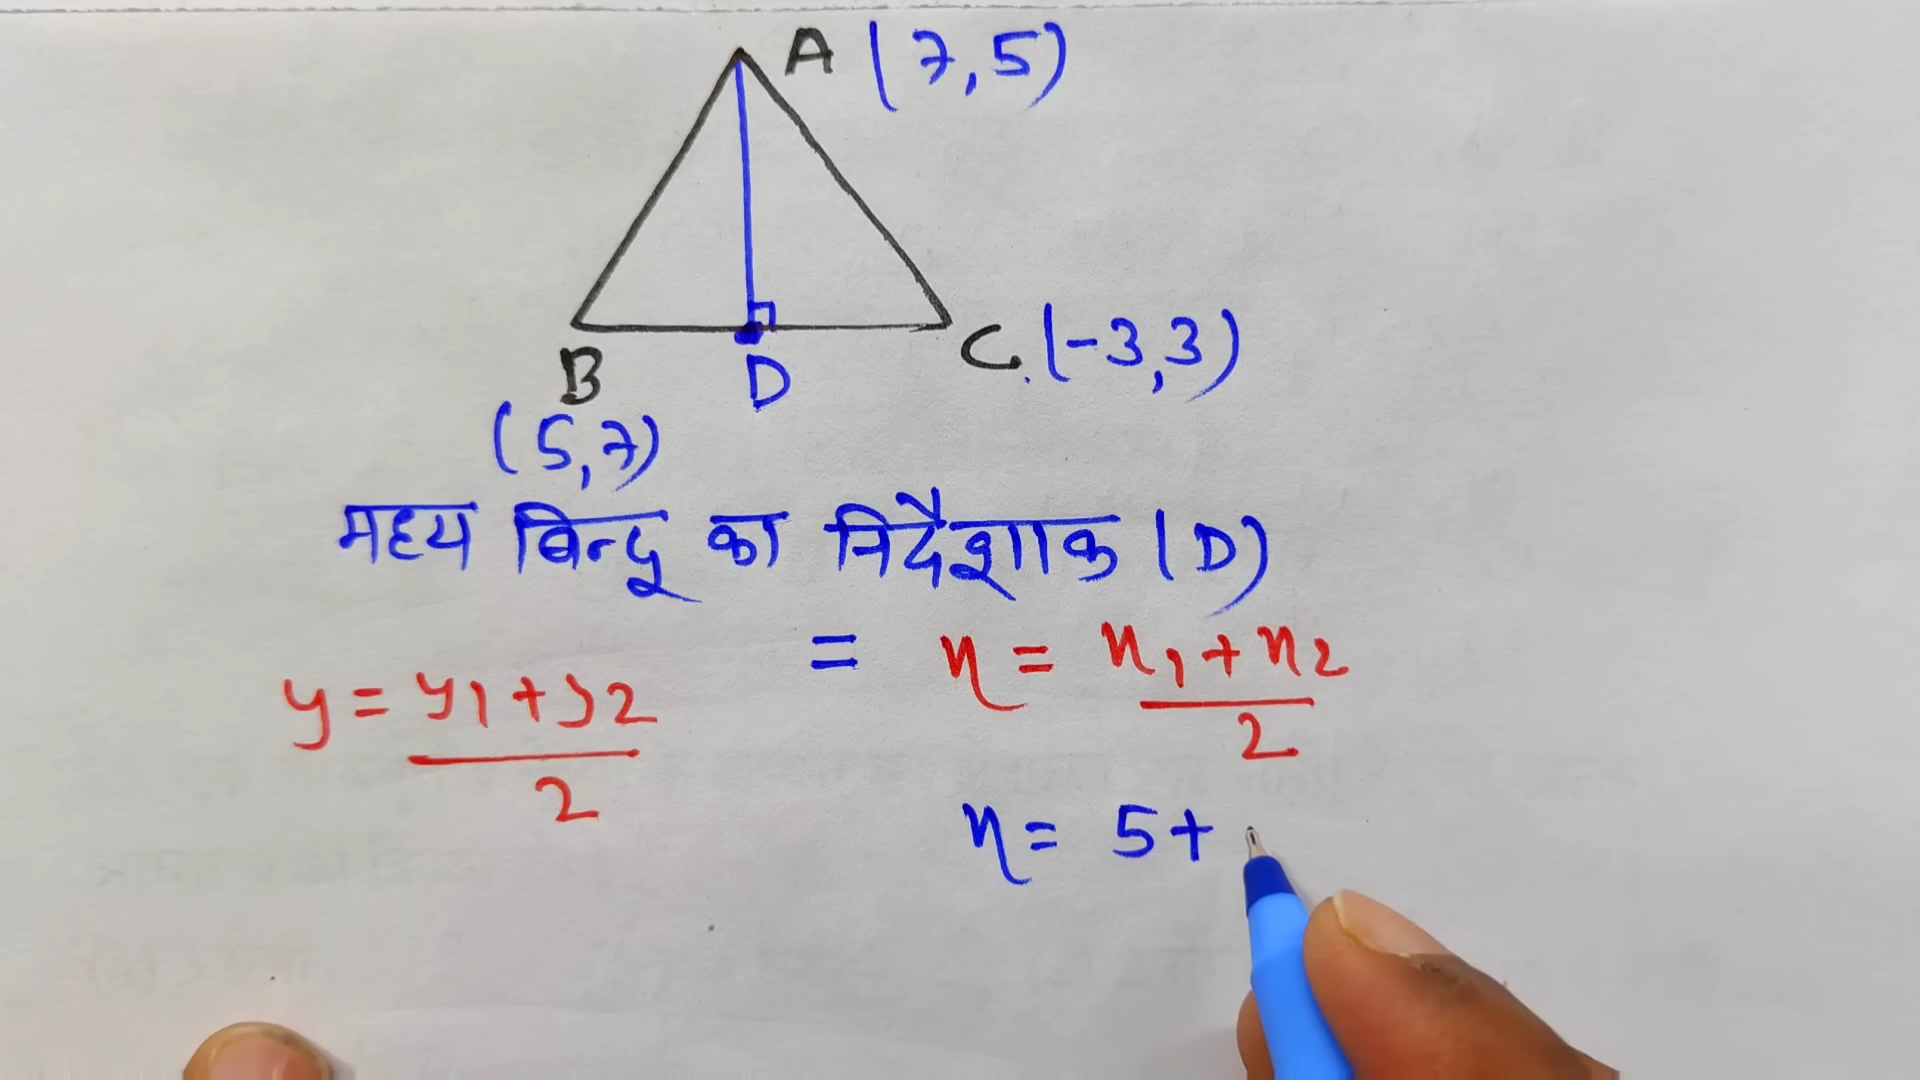 A (7,5)
B D C. (-3,3)
(5,7)
मध्य बिन्दू का निर्देशाक (D)
= x = x1 + x2 / 2
y = y1 + y2 / 2
x = 5 +